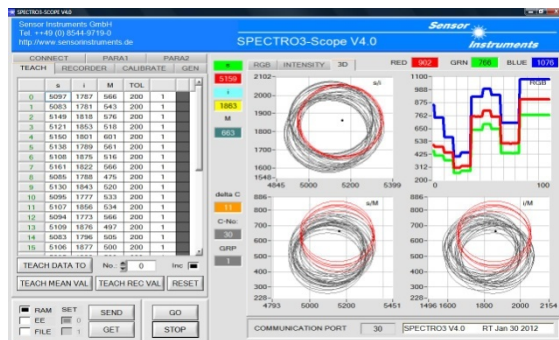 SPECTRO3-SCOPE V4.0
Sensor Instruments GmbH
Tel. ++49 (0) 8544-9719-0
http://www.sensorinstruments.de
SPECTRO3-Scope V4.0
Sensor
Instruments
CONNECT PARA1 PARA2
TEACH RECORDER CALIBRATE GEN
s i M TOL
0 5097 1787 566 200 1
1 5083 1781 543 200 1
2 5149 1818 576 200 1
3 5121 1853 518 200 1
4 5150 1801 601 200 1
5 5138 1789 561 200 1
6 5108 1875 516 200 1
7 5161 1822 566 200 1
8 5085 1788 475 200 1
9 5130 1843 520 200 1
10 5095 1777 533 200 1
11 5107 1856 534 200 1
12 5094 1773 566 200 1
13 5109 1876 497 200 1
14 5083 1796 505 200 1
15 5106 1877 500 200 1
TEACH DATA TO No.: 0 Inc
TEACH MEAN VAL TEACH REC VAL RESET
RAM SET
EE 0
FILE 1
SEND GO
GET STOP
5159
1863
M
663
delta C
11
C-No:
30
GRP
1
RGB INTENSITY 3D
RED 902 GRN 766 BLUE 1076
2102
2000
1900
1800
1700
1600
1548
4845 5000 5200 5399
s/i
1100
988
875
762
650
538
425
312
200
0 100
RGB
886
800
700
600
500
400
300
228
4793 5000 5200 5451
s/M
886
800
700
600
500
400
300
228
1496 1600 1800 2000 2154
i/M
COMMUNICATION PORT 30 SPECTRO3 V4.0 RT Jan 30 2012